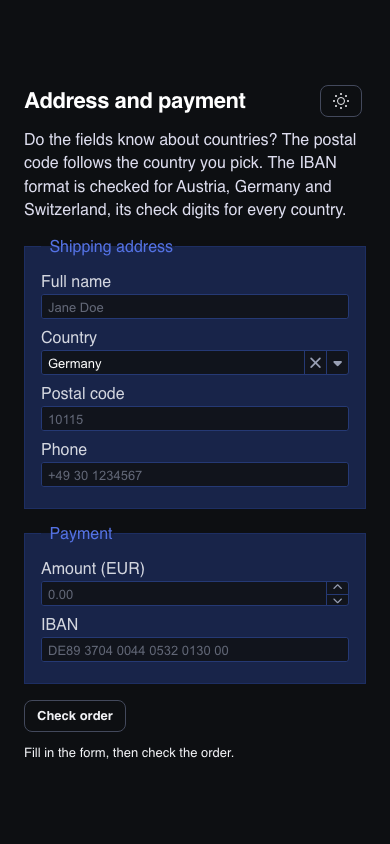 Address and payment
Do the fields know about countries? The postal
code follows the country you pick. The IBAN
format is checked for Austria, Germany and
Switzerland, its check digits for every country.
Shipping address
Full name
Jane Doe
Country
Germany
Postal code
10115
Phone
+49 30 1234567
Payment
Amount (EUR)
0.00
IBAN
DE89 3704 0044 0532 0130 00
Check order
Fill in the form, then check the order.